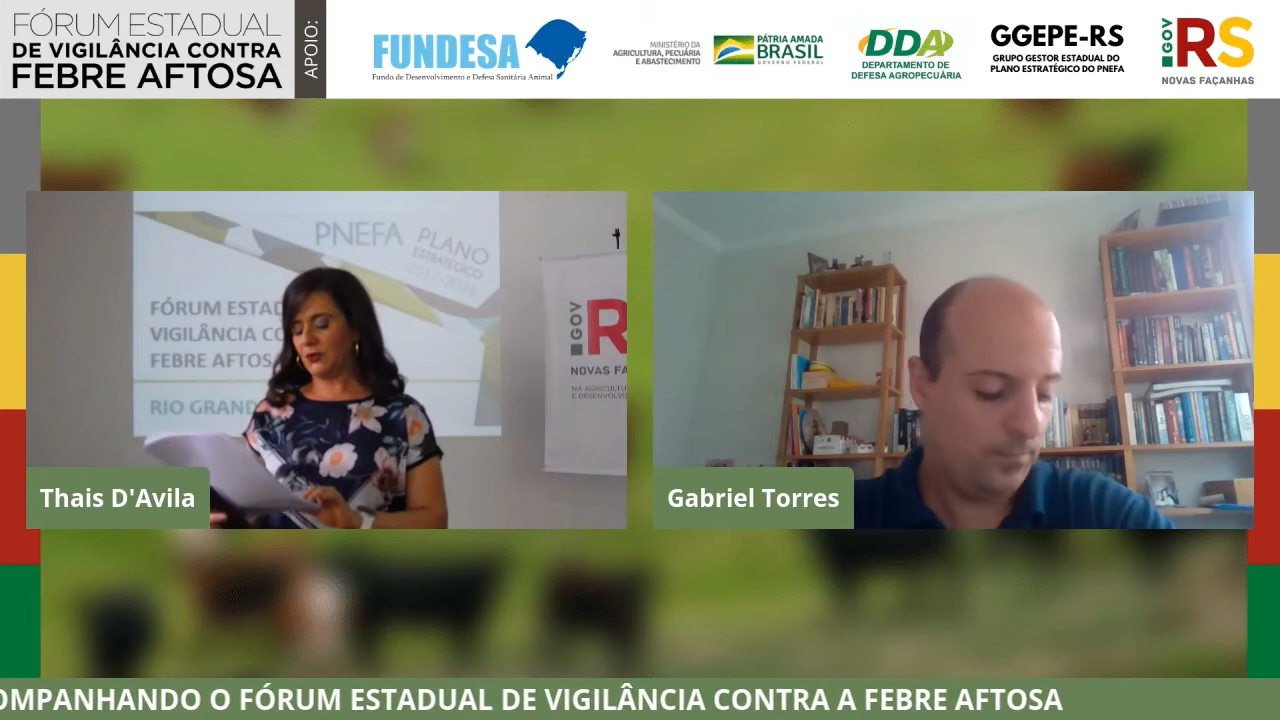 FÓRUM ESTADUAL
DE VIGILÂNCIA CONTRA
FEBRE AFTOSA
APOIO:
FUNDESA
Fundo de Desenvolvimento e Defesa Sanitária Animal
MINISTÉRIO DA
AGRICULTURA, PECUÁRIA
E ABASTECIMENTO
PÁTRIA AMADA
BRASIL
GOVERNO FEDERAL
DDA
DEPARTAMENTO DE
DEFESA AGROPECUÁRIA
GGEPE-RS
GRUPO GESTOR ESTADUAL DO
PLANO ESTRATÉGICO DO PNEFA
GOV
RS
NOVAS FAÇANHAS
PNEFA PLANO
ESTRATÉGICO
FÓRUM ESTAD
VIGILÂNCIA CO
FEBRE AFTOS
RIO GRAND
GOV
R
NOVAS FA
NA AGRICULTU
E DESENVOLVI
Thais D'Avila
Gabriel Torres
OMPANHANDO O FÓRUM ESTADUAL DE VIGILÂNCIA CONTRA A FEBRE AFTOSA